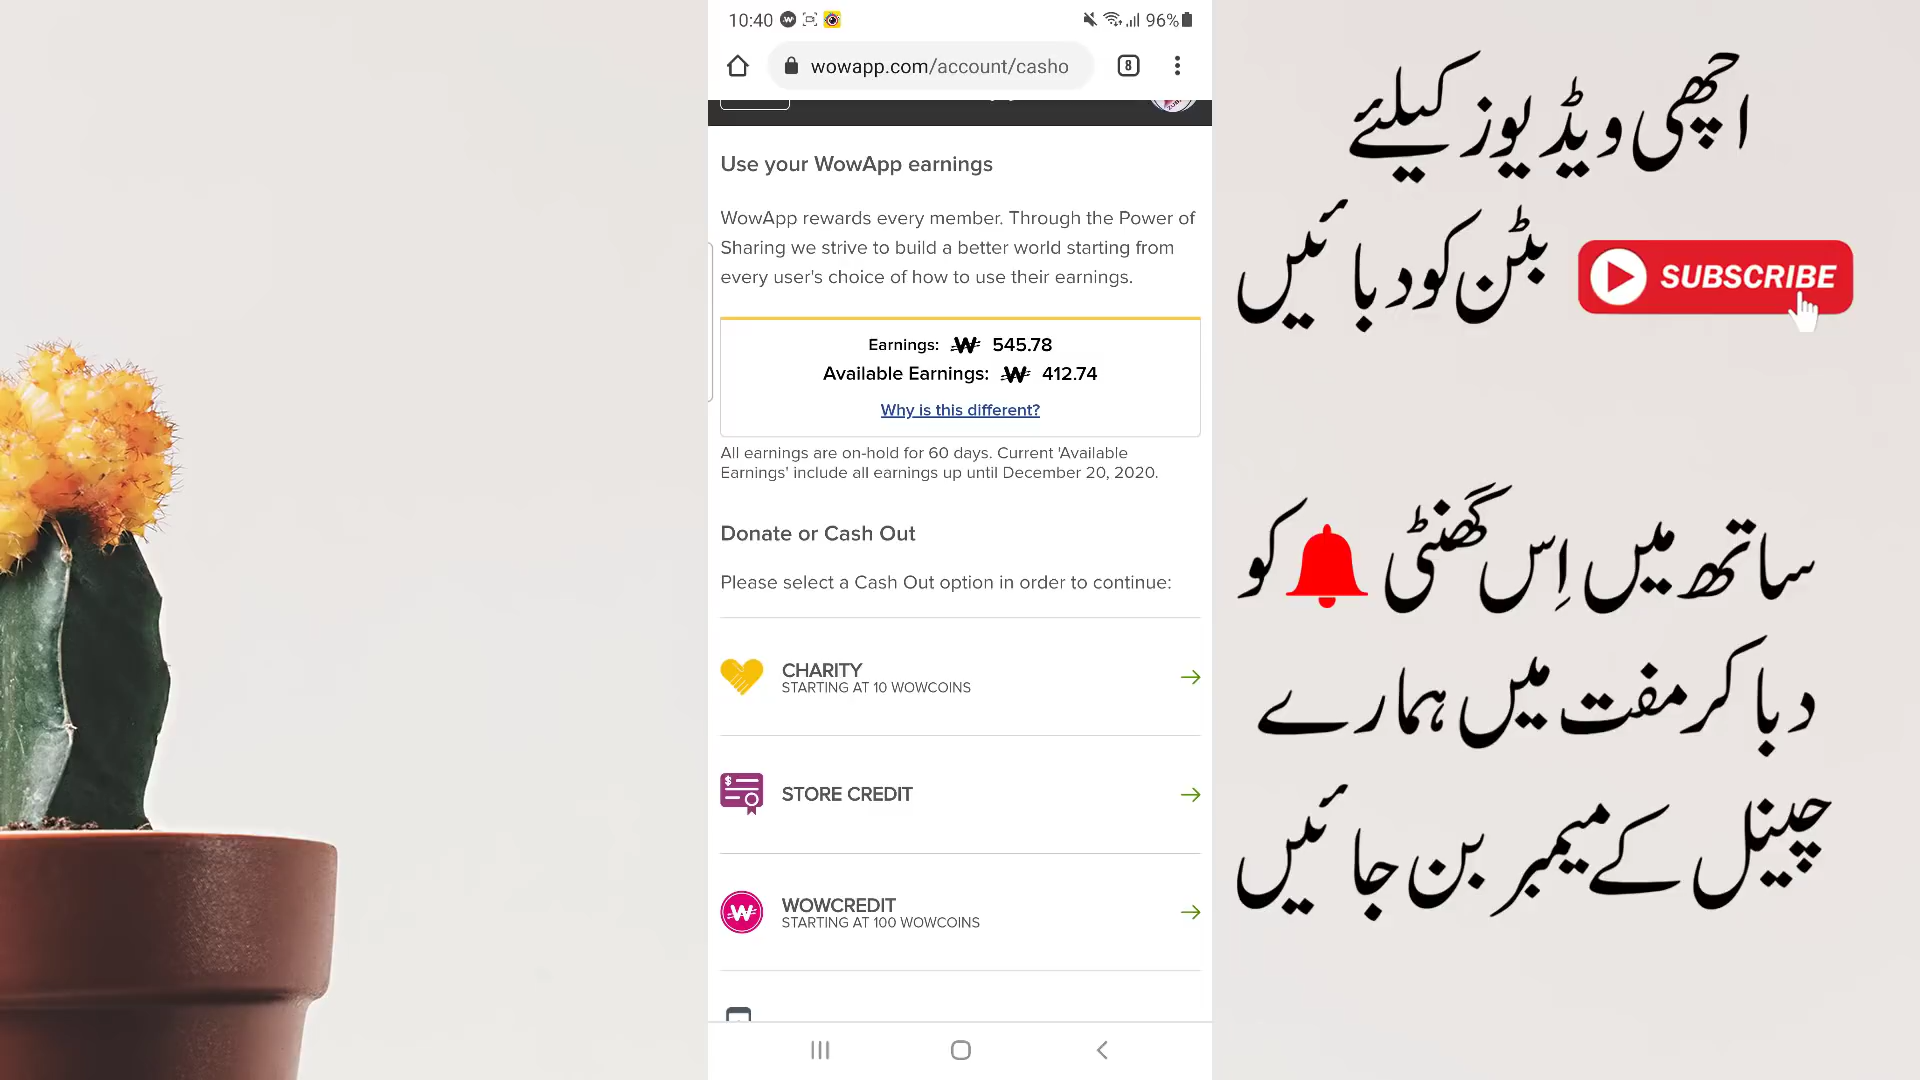 10:40
96%
wowapp.com/account/casho
8
Use your WowApp earnings
WowApp rewards every member. Through the Power of
Sharing we strive to build a better world starting from
every user's choice of how to use their earnings.
Earnings: W 545.78
Available Earnings: W 412.74
Why is this different?
All earnings are on-hold for 60 days. Current 'Available
Earnings' include all earnings up until December 20, 2020.
Donate or Cash Out
Please select a Cash Out option in order to continue:
CHARITY
STARTING AT 10 WOWCOINS
STORE CREDIT
WOWCREDIT
STARTING AT 100 WOWCOINS
اچھی ویڈیوز کیلئے
بٹن کو دبائیں
SUBSCRIBE
ساتھ میں اِس گھنٹی کو
دبا کر مفت میں ہمارے
چینل کے میمبر بن جائیں